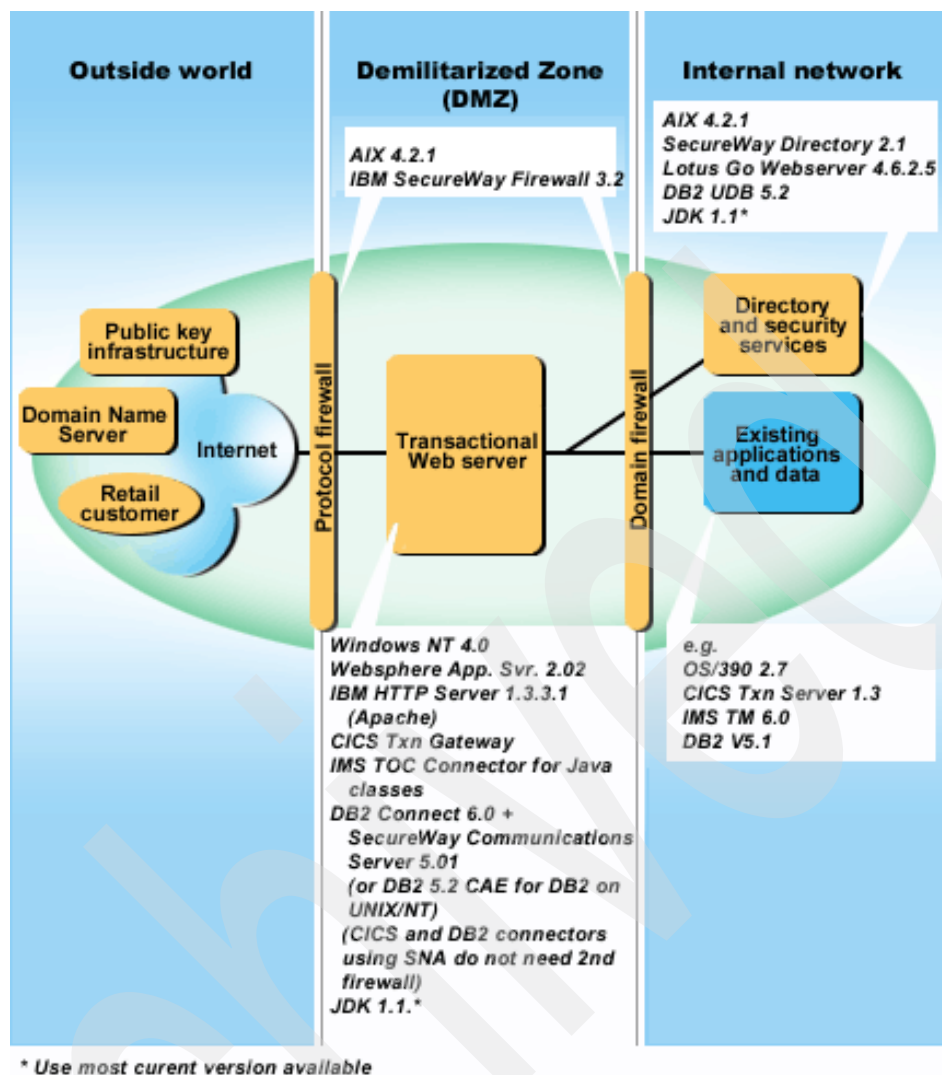 Outside world
Demilitarized Zone
(DMZ)
Internal network
AIX 4.2.1
IBM SecureWay Firewall 3.2
AIX 4.2.1
SecureWay Directory 2.1
Lotus Go Webserver 4.6.2.5
DB2 UDB 5.2
JDK 1.1*
Public key
infrastructure
Domain Name
Server
Internet
Retail
customer
Protocol firewall
Transactional
Web server
Domain firewall
Directory
and security
services
Existing
applications
and data
Windows NT 4.0
Websphere App. Svr. 2.02
IBM HTTP Server 1.3.3.1
(Apache)
CICS Txn Gateway
IMS TOC Connector for Java
classes
DB2 Connect 6.0 +
SecureWay Communications
Server 5.01
(or DB2 5.2 CAE for DB2 on
UNIX/NT)
(CICS and DB2 connectors
using SNA do not need 2nd
firewall)
JDK 1.1.*
e.g.
OS/390 2.7
CICS Txn Server 1.3
IMS TM 6.0
DB2 V5.1
* Use most curent version available